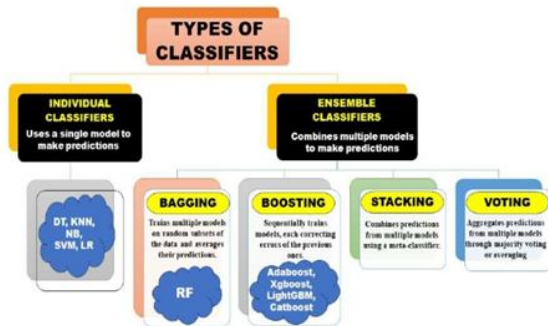 TYPES OF
CLASSIFIERS
INDIVIDUAL
CLASSIFIERS
Uses a single model to
make predictions
ENSEMBLE
CLASSIFIERS
Combines multiple models
to make predictions
DT, KNN,
NB,
SVM, LR
BAGGING
Trains multiple models
on random subsets of
the data and averages
their predictions.
RF
BOOSTING
Sequentially trains
models, each correcting
errors of the previous
ones.
Adaboost,
Xgboost,
LightGBM,
Catboost
STACKING
Combines predictions
from multiple models
using a meta-classifier.
VOTING
Aggregates predictions
from multiple models
through majority voting
or averaging